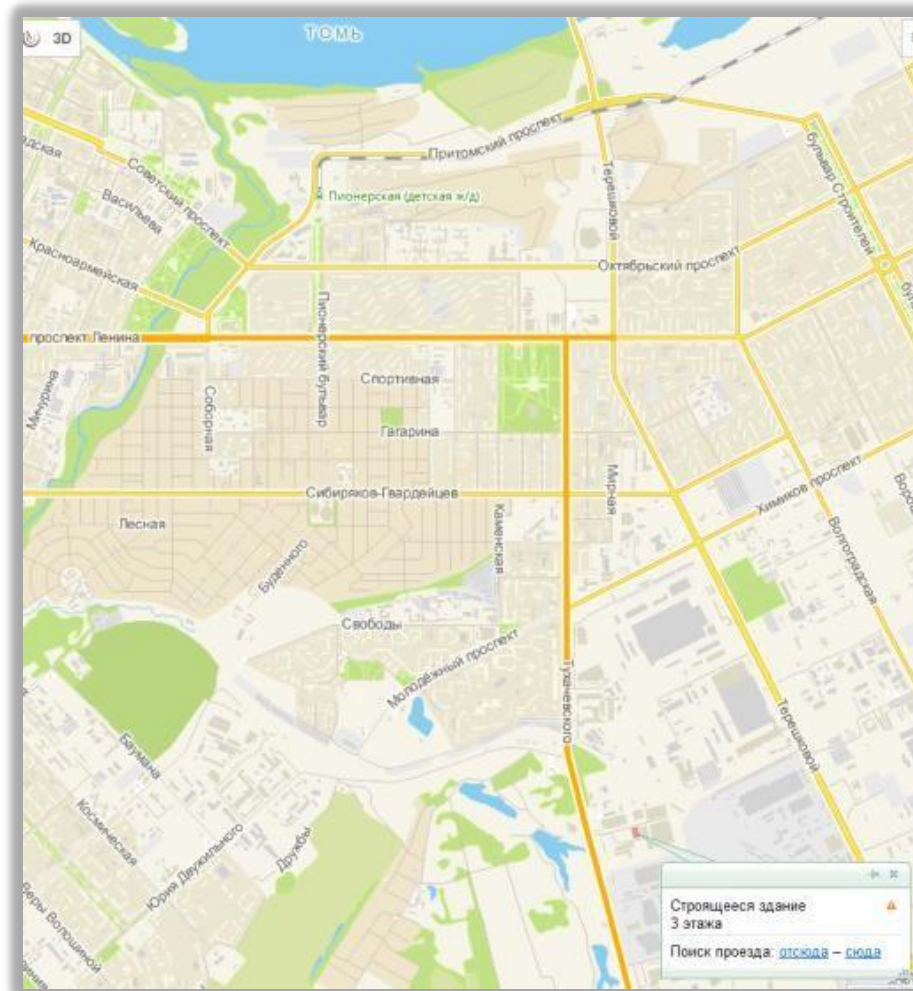 ТОМЬ
3D
Притомский проспект
Советский проспект
Васильева
Красноармейская
Пионерская (детская ж/д)
Терешковой
бульвар Строителей
Октябрьский проспект
Пионерский бульвар
проспект Ленина
Мичурина
Соборная
Спортивная
Гагарина
Сибиряков-Гвардейцев
Мирная
Химиков проспект
Лесная
Каменская
Буденного
Волгоградская
Свободы
Молодёжный проспект
Тухачевского
Терешковой
Баумана
Космическая
Юрия Двужильного
Дружбы
Веры Волошиной
Строящееся здание
3 этажа
Поиск проезда: отсюда – сюда